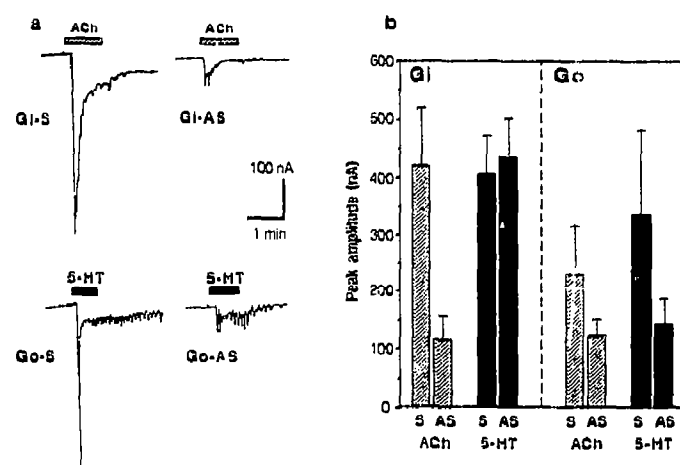 a
ACh
ACh
Gi-S
Gi-AS
100 nA
1 min
5-HT
5-HT
Go-S
Go-AS
b
Gi
Go
Peak amplitude (nA)
600
500
400
300
200
100
0
S AS S AS S AS S AS
ACh 5-HT ACh 5-HT